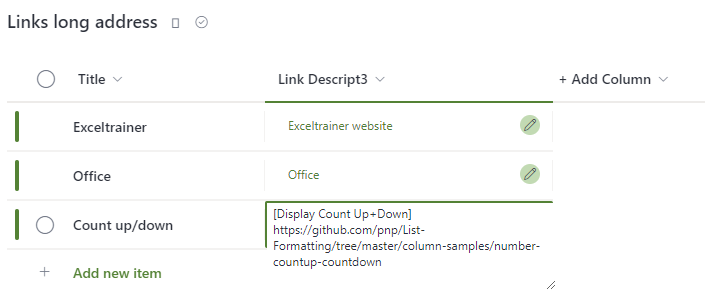 Links long address
Title
Link Descript3
+ Add Column
Exceltrainer
Exceltrainer website
Office
Office
Count up/down
[Display Count Up+Down]
https://github.com/pnp/List-
Formatting/tree/master/column-samples/number-
countup-countdown
+ Add new item